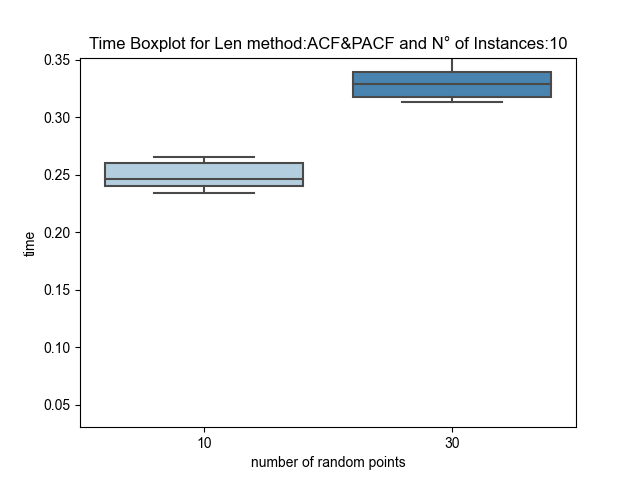 Time Boxplot for Len method:ACF&PACF and N° of Instances:10
0.35
0.30
0.25
0.20
0.15
0.10
0.05
time
10 30
number of random points